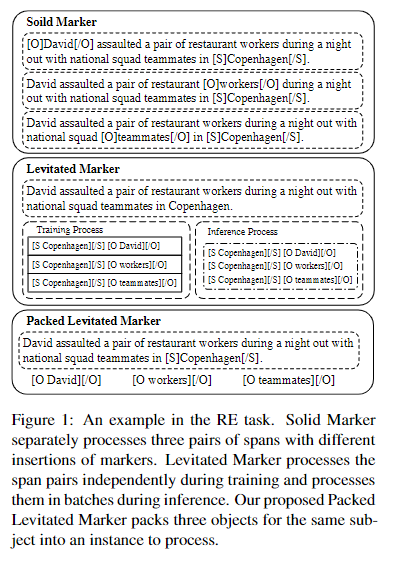 Soild Marker
[O]David[/O] assaulted a pair of restaurant workers during a night
out with national squad teammates in [S]Copenhagen[/S].
David assaulted a pair of restaurant [O]workers[/O] during a night
out with national squad teammates in [S]Copenhagen[/S].
David assaulted a pair of restaurant workers during a night out with
national squad [O]teammates[/O] in [S]Copenhagen[/S].
Levitated Marker
David assaulted a pair of restaurant workers during a night out with
national squad teammates in Copenhagen.
Training Process
[S Copenhagen][/S] [O David][/O]
[S Copenhagen][/S] [O workers][/O]
[S Copenhagen][/S] [O teammates][/O]
Inference Process
[S Copenhagen][/S] [O David][/O]
[S Copenhagen][/S] [O workers][/O]
[S Copenhagen][/S] [O teammates][/O]
Packed Levitated Marker
David assaulted a pair of restaurant workers during a night out with
national squad teammates in [S]Copenhagen[/S].
[O David][/O] [O workers][/O] [O teammates][/O]
Figure 1: An example in the RE task. Solid Marker
separately processes three pairs of spans with different
insertions of markers. Levitated Marker processes the
span pairs independently during training and processes
them in batches during inference. Our proposed Packed
Levitated Marker packs three objects for the same sub-
ject into an instance to process.